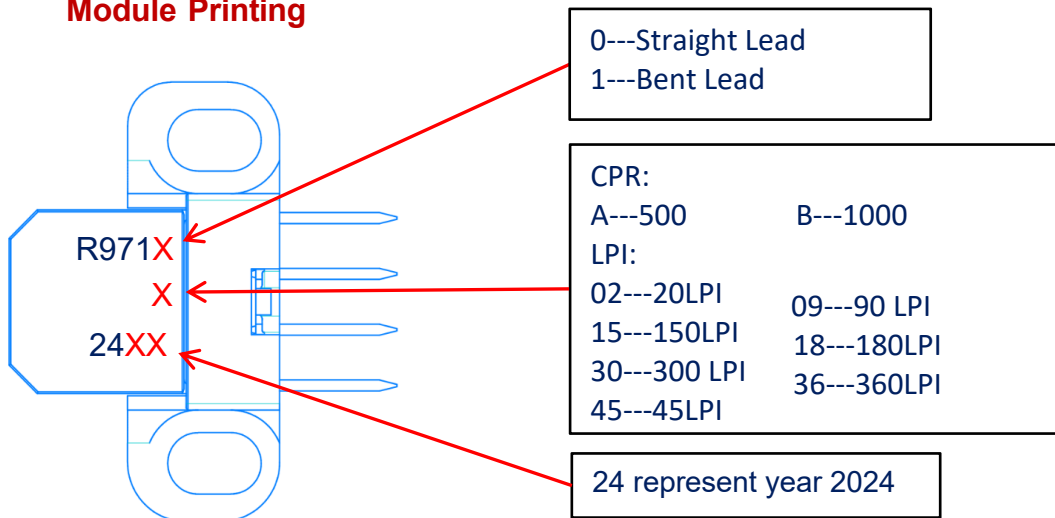 Module Printing
0---Straight Lead
1---Bent Lead
R971X
X
24XX
CPR:
A---500 B---1000
LPI:
02---20LPI 09---90 LPI
15---150LPI 18---180LPI
30---300 LPI 36---360LPI
45---45LPI
24 represent year 2024